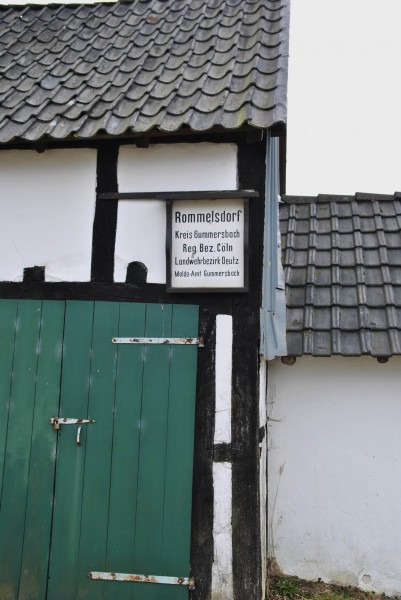 Rommelsdorf
Kreis Gummersbach
Reg. Bez. Cöln
Landwehrbezirk Deutz
Melde-Amt Gummersbach